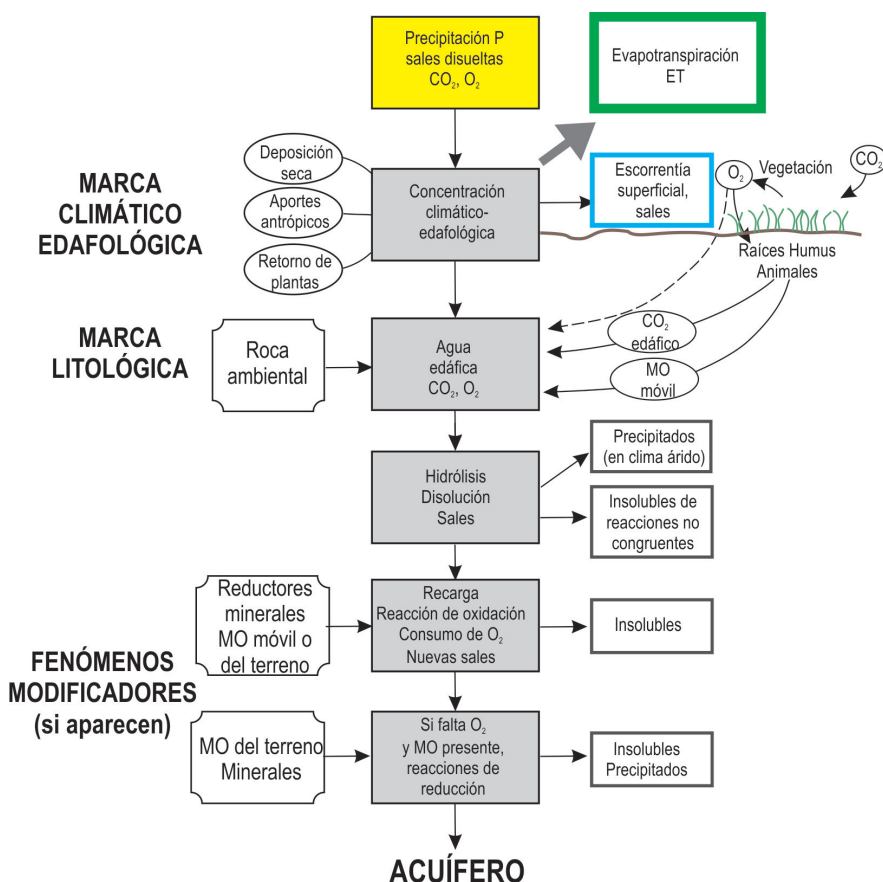 Precipitación P
sales disueltas
CO₂, O₂
Evapotranspiración
ET
MARCA
CLIMÁTICO
EDAFOLÓGICA
Deposición
seca
Aportes
antrópicos
Retorno de
plantas
Concentración
climático-
edafológica
Escorrentía
superficial,
sales
O₂
Vegetación
CO₂
Raíces Humus
Animales
MARCA
LITOLÓGICA
Roca
ambiental
Agua
edáfica
CO₂, O₂
CO₂
edáfico
MO
móvil
Hidrólisis
Disolución
Sales
Precipitados
(en clima árido)
Insolubles de
reacciones no
congruentes
FENÓMENOS
MODIFICADORES
(si aparecen)
Reductores
minerales
MO móvil o
del terreno
Recarga
Reacción de oxidación
Consumo de O₂
Nuevas sales
Insolubles
MO del terreno
Minerales
Si falta O₂
y MO presente,
reacciones de
reducción
Insolubles
Precipitados
ACUÍFERO